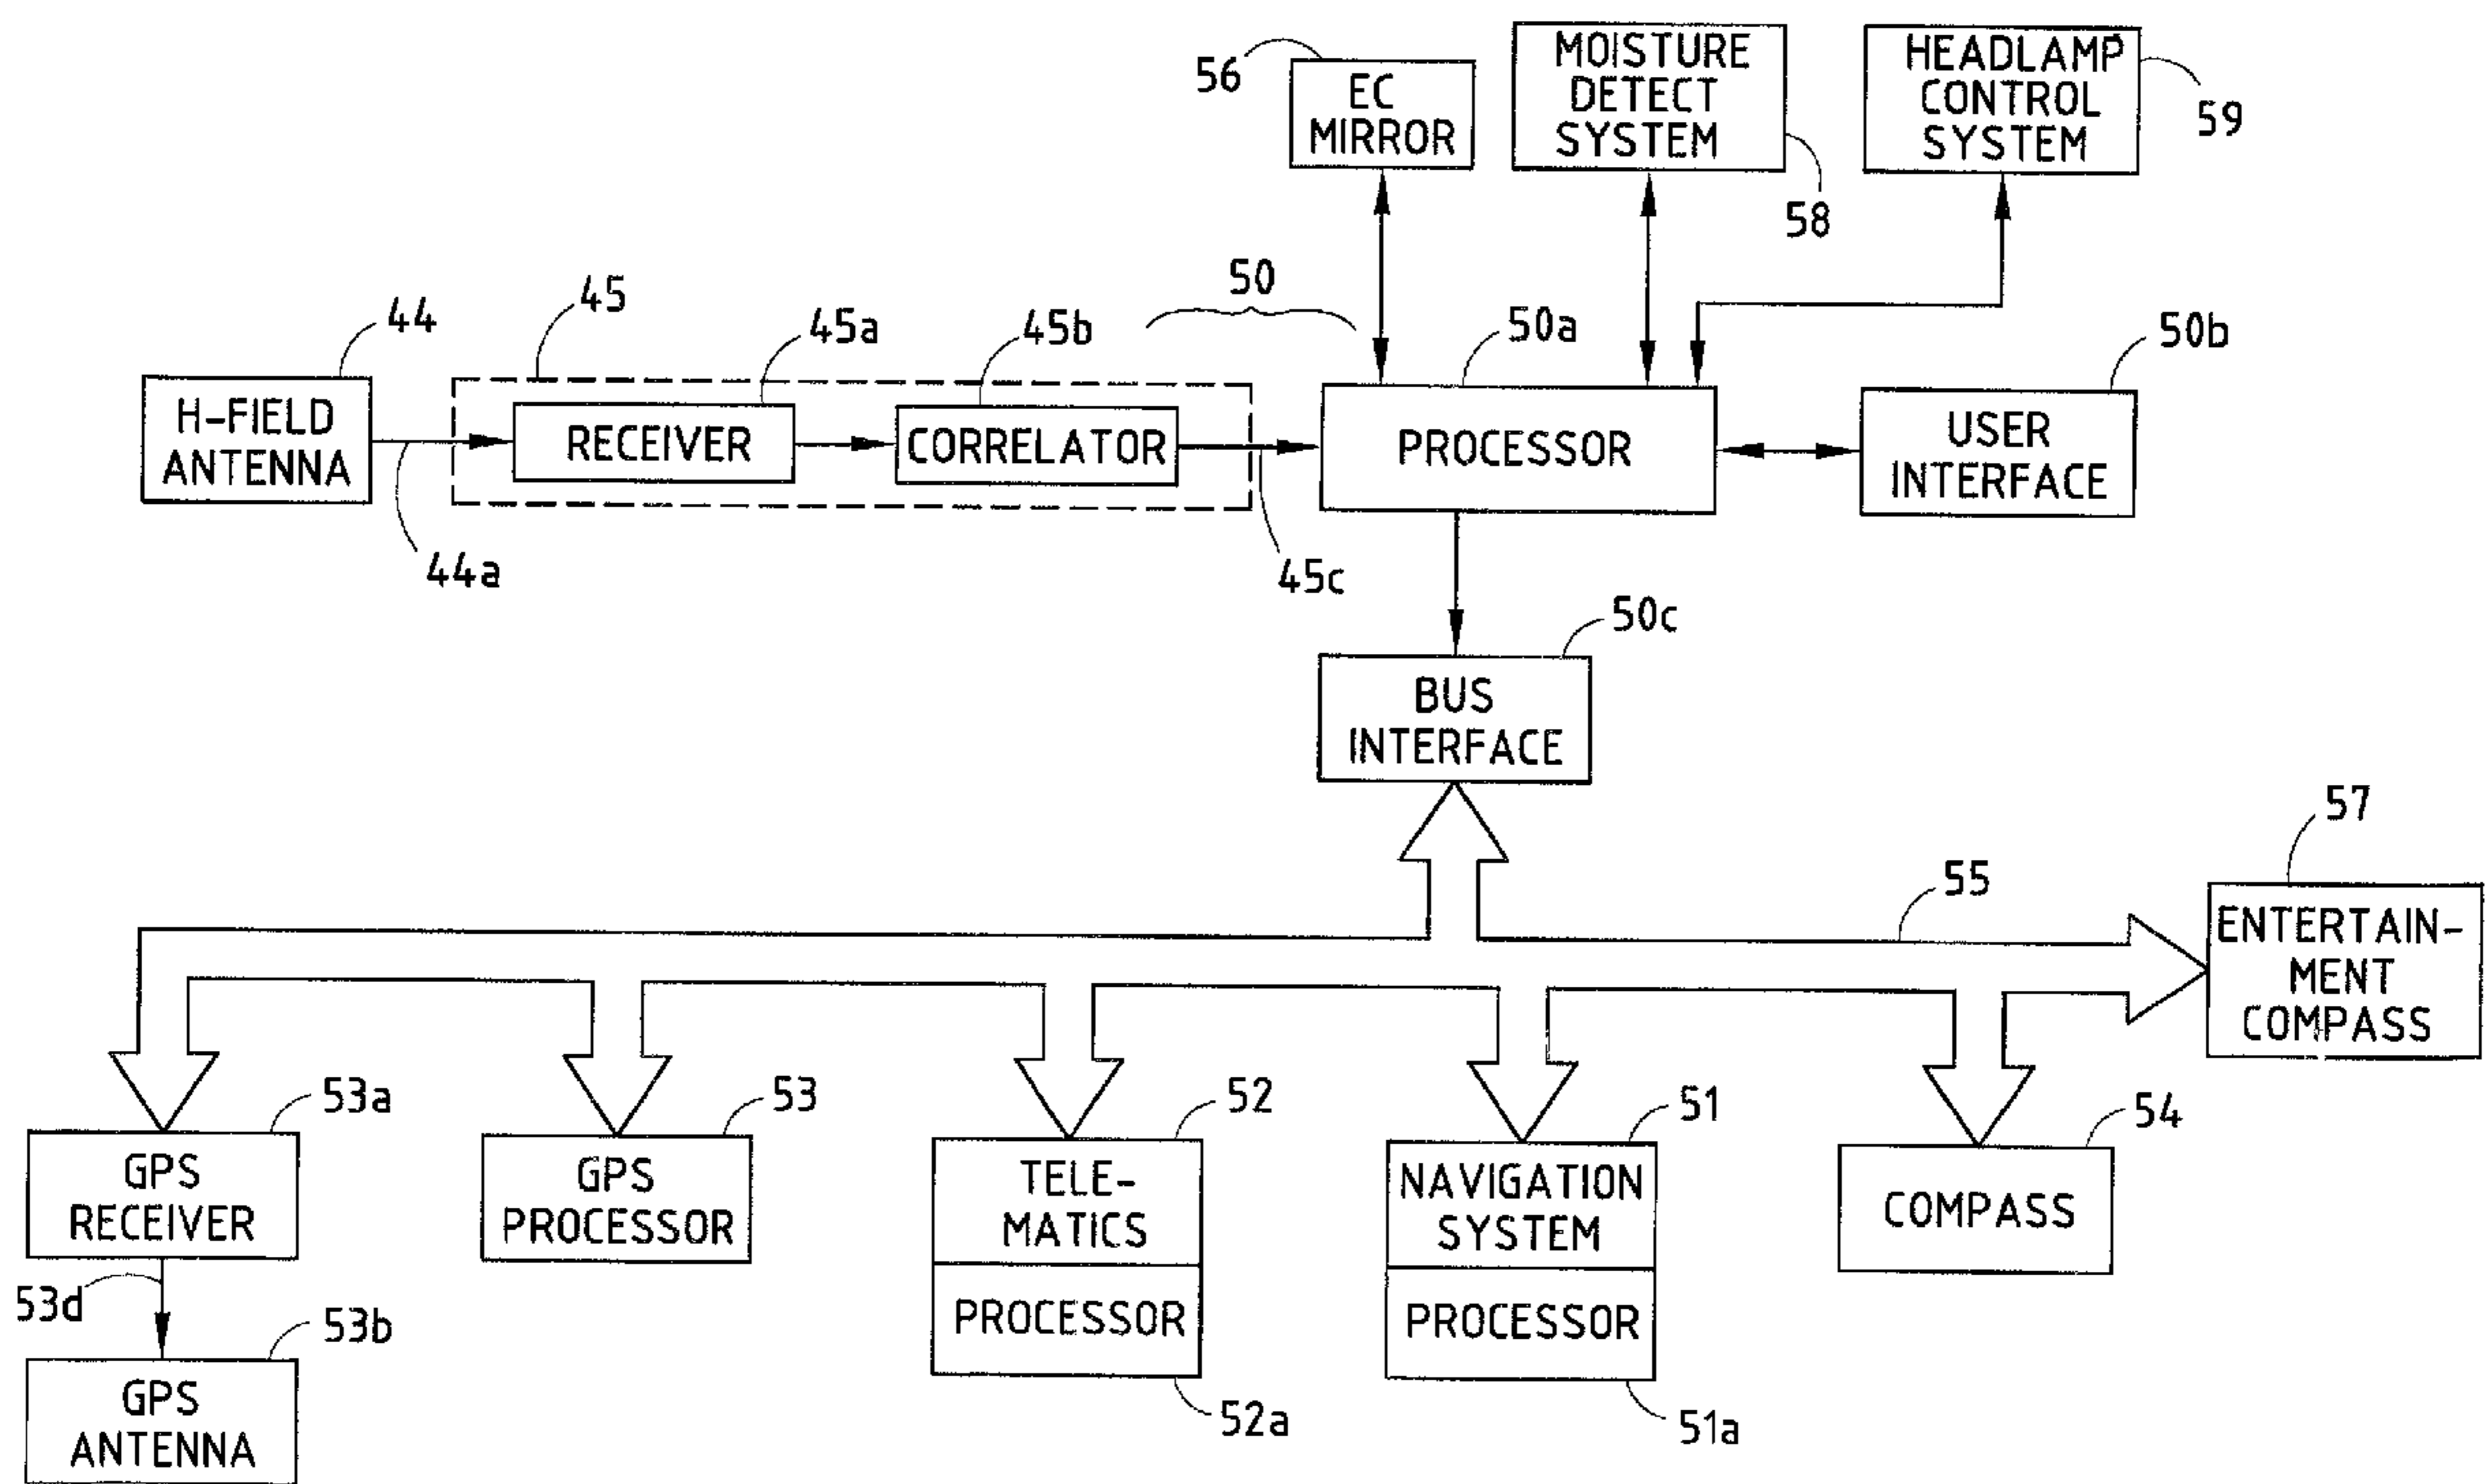 56
EC
MIRROR
MOISTURE
DETECT
SYSTEM
58
HEADLAMP
CONTROL
SYSTEM
59
44
H-FIELD
ANTENNA
44a
45
45a
RECEIVER
45b
CORRELATOR
45c
50
50a
PROCESSOR
50b
USER
INTERFACE
50c
BUS
INTERFACE
55
57
ENTERTAIN-
MENT
COMPASS
53a
GPS
RECEIVER
53d
53b
GPS
ANTENNA
53
GPS
PROCESSOR
52
TELE-
MATICS
PROCESSOR
52a
51
NAVIGATION
SYSTEM
PROCESSOR
51a
54
COMPASS